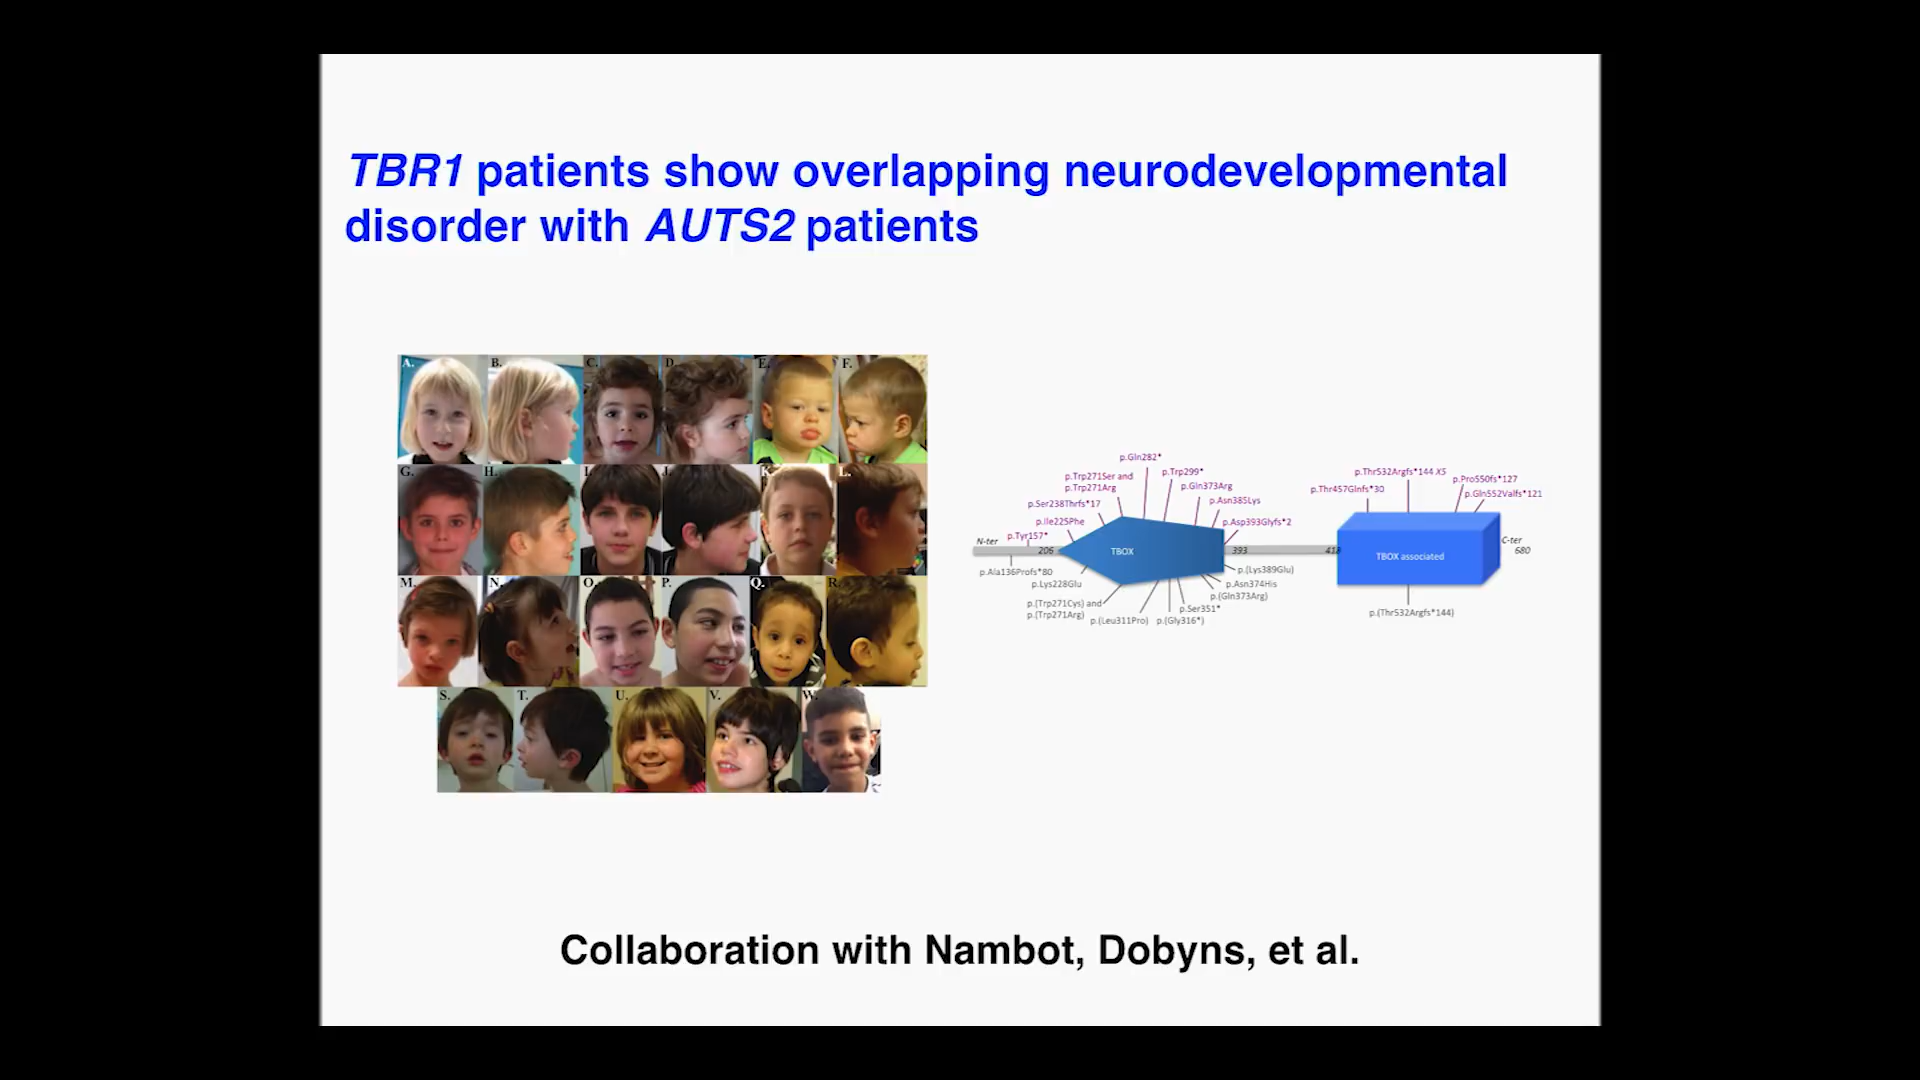 TBR1 patients show overlapping neurodevelopmental
disorder with AUTS2 patients
A. B. C. D. E. F.
G. H. I. J. K. L.
M. N. O. P. Q. R.
S. T. U. V. W.
p.Gln282*
p.Trp271Ser and
p.Trp271Arg
p.Trp299*
p.Gln373Arg
p.Ser238Thrfs*17
p.Asn385Lys
p.Ile225Phe
p.Asp393Glyfs*2
p.Tyr157*
p.Thr532Argfs*144 X5
p.Thr457Glnfs*30
p.Pro550fs*127
p.Gln552Valfs*121
N-ter
206
TBOX
393
418
TBOX associated
C-ter
680
p.Ala136Profs*80
p.Lys228Glu
p.(Trp271Cys) and
p.(Trp271Arg)
p.(Leu311Pro)
p.(Gly316*)
p.Ser351*
p.(Gln373Arg)
p.Asn374His
p.(Lys389Glu)
p.(Thr532Argfs*144)
Collaboration with Nambot, Dobyns, et al.